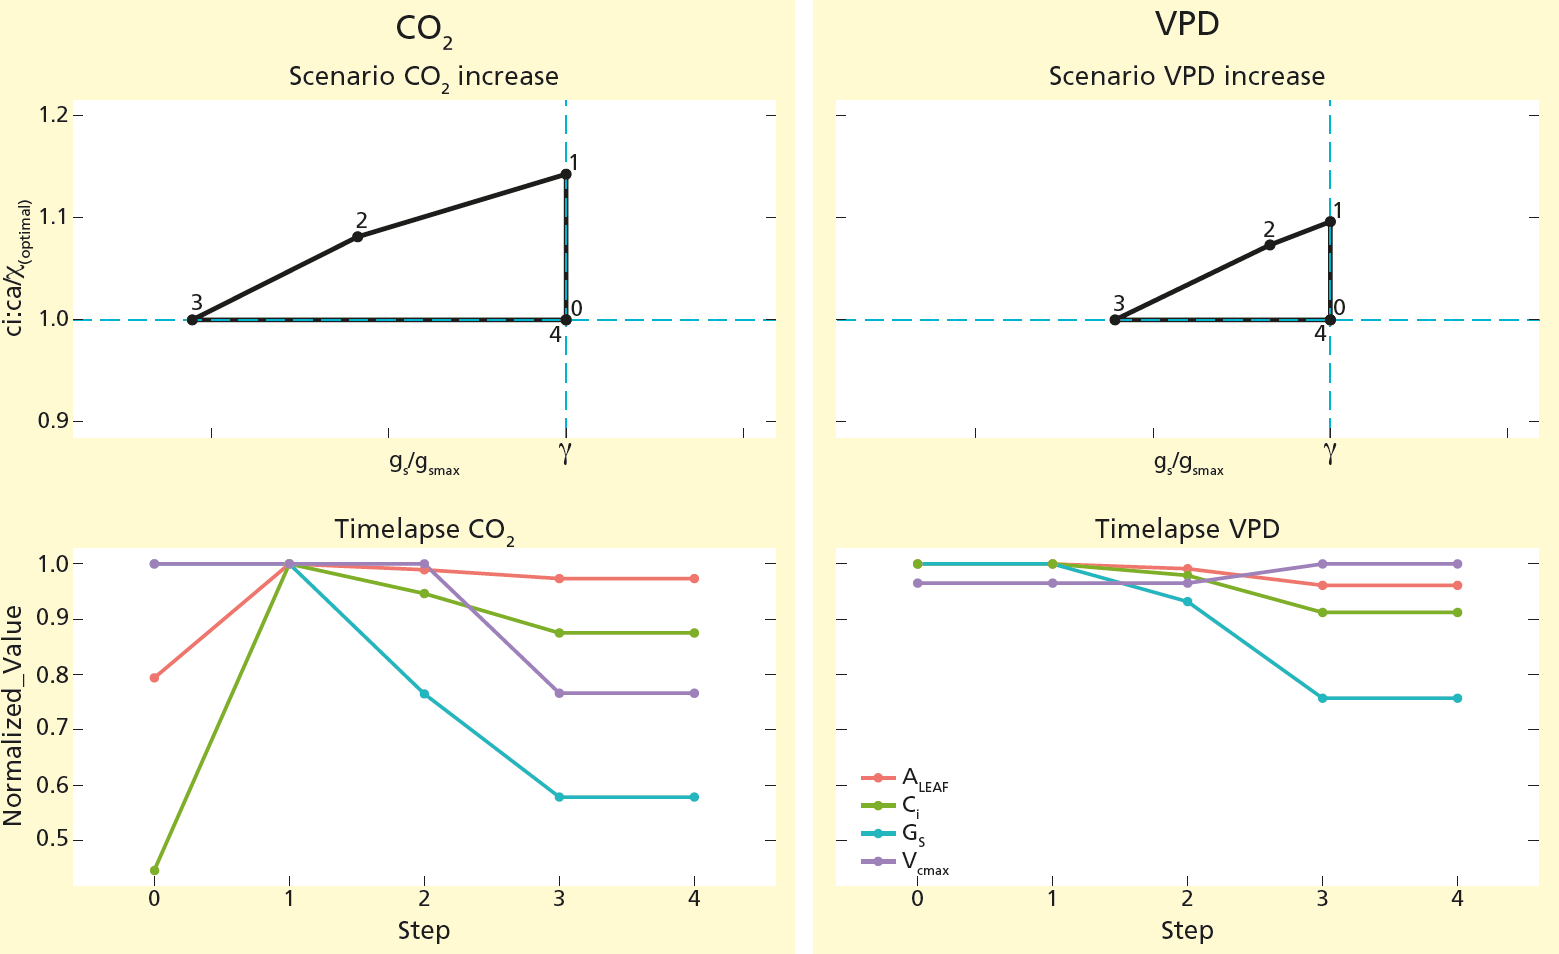 CO2
Scenario CO2 increase
1.2
1.1
1.0
0.9
ci:ca/χ(optimal)
1
2
3
0
4
gs/gsmax
γ
VPD
Scenario VPD increase
1
2
3
0
4
gs/gsmax
γ
Timelapse CO2
1.0
0.9
0.8
0.7
0.6
0.5
Normalized_Value
0 1 2 3 4
Step
Timelapse VPD
ALEAF
Ci
GS
Vcmax
0 1 2 3 4
Step